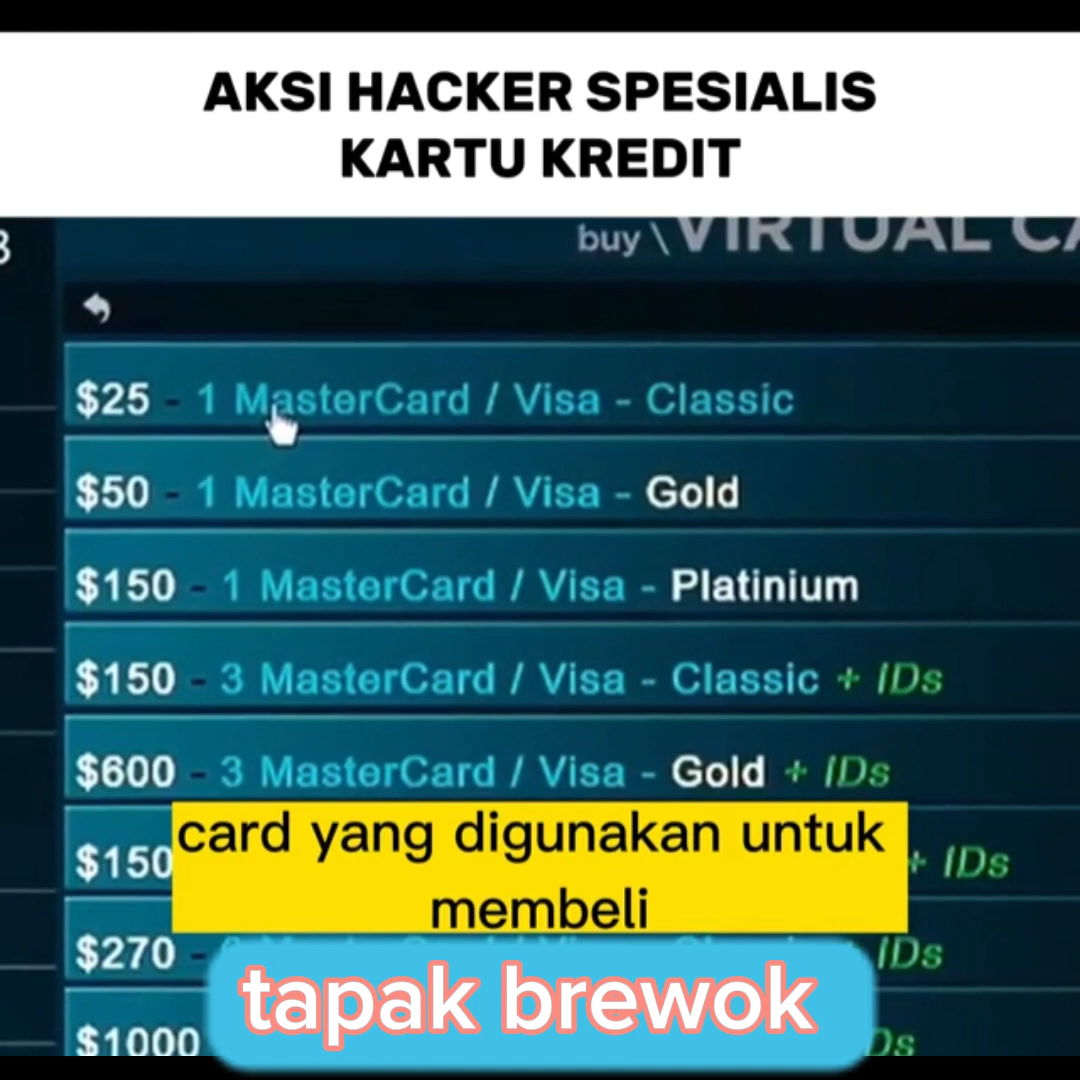 AKSI HACKER SPESIALIS
KARTU KREDIT
buy \ VIRTUAL
$25 - 1 MasterCard / Visa - Classic
$50 - 1 MasterCard / Visa - Gold
$150 - 1 MasterCard / Visa - Platinium
$150 - 3 MasterCard / Visa - Classic + IDs
$600 - 3 MasterCard / Visa - Gold + IDs
$150 + IDs
card yang digunakan untuk
membeli
$270 - IDs
tapak brewok
$1000